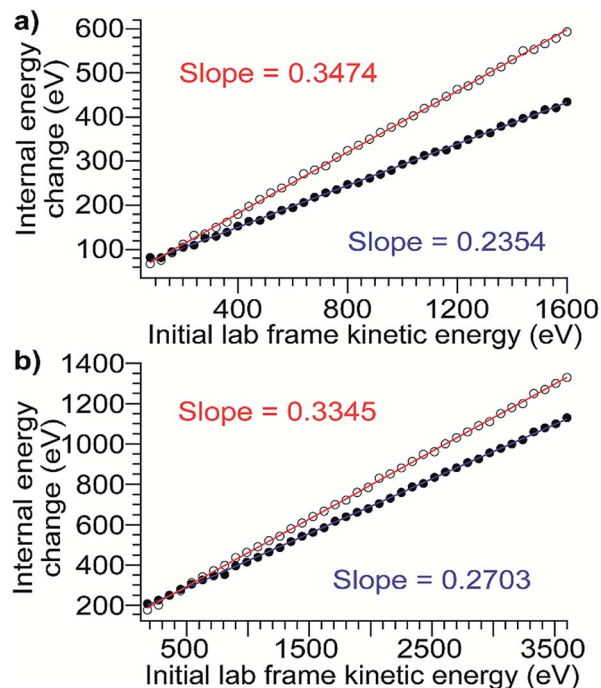 a)
600
500
400
300
200
100
Internal energy
change (eV)
Slope = 0.3474
Slope = 0.2354
400
800
1200
1600
Initial lab frame kinetic energy (eV)
b)
1400
1200
1000
800
600
400
200
Internal energy
change (eV)
Slope = 0.3345
Slope = 0.2703
500
1500
2500
3500
Initial lab frame kinetic energy (eV)